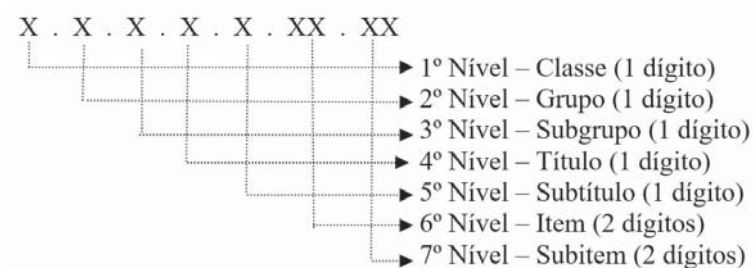 X . X . X . X . X . XX . XX
1º Nível – Classe (1 dígito)
2º Nível – Grupo (1 dígito)
3º Nível – Subgrupo (1 dígito)
4º Nível – Título (1 dígito)
5º Nível – Subtítulo (1 dígito)
6º Nível – Item (2 dígitos)
7º Nível – Subitem (2 dígitos)